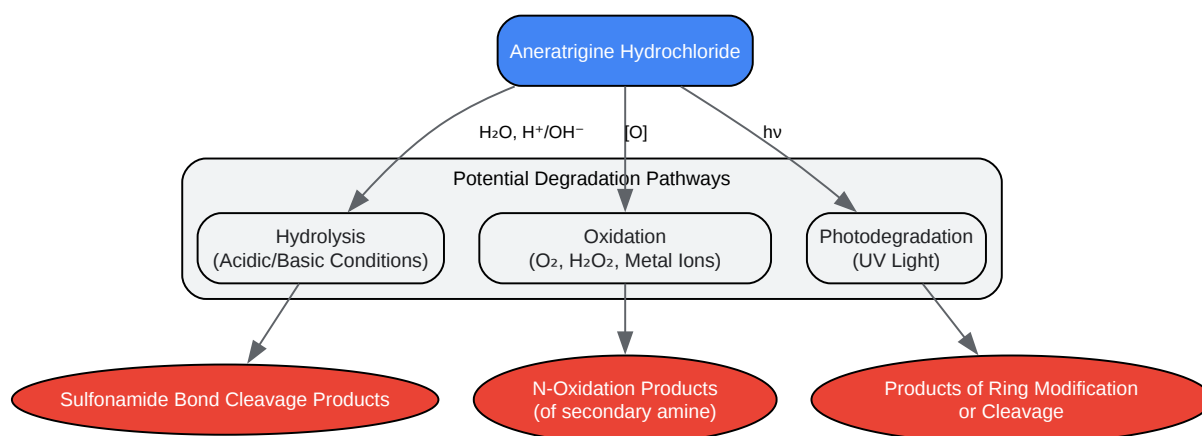 Aneratrigine Hydrochloride
H₂O, H⁺/OH⁻
[O]
hν
Potential Degradation Pathways
Hydrolysis
(Acidic/Basic Conditions)
Oxidation
(O₂, H₂O₂, Metal Ions)
Photodegradation
(UV Light)
Sulfonamide Bond Cleavage Products
N-Oxidation Products
(of secondary amine)
Products of Ring Modification
or Cleavage